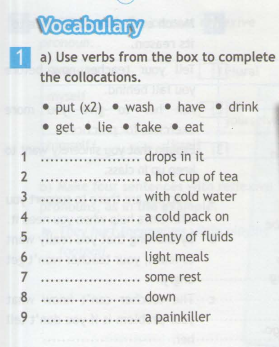 Vocabulary
1 a) Use verbs from the box to complete
the collocations.
• put (x2) • wash • have • drink
• get • lie • take • eat
1 ..................... drops in it
2 ..................... a hot cup of tea
3 ..................... with cold water
4 ..................... a cold pack on
5 ..................... plenty of fluids
6 ..................... light meals
7 ..................... some rest
8 ..................... down
9 ..................... a painkiller